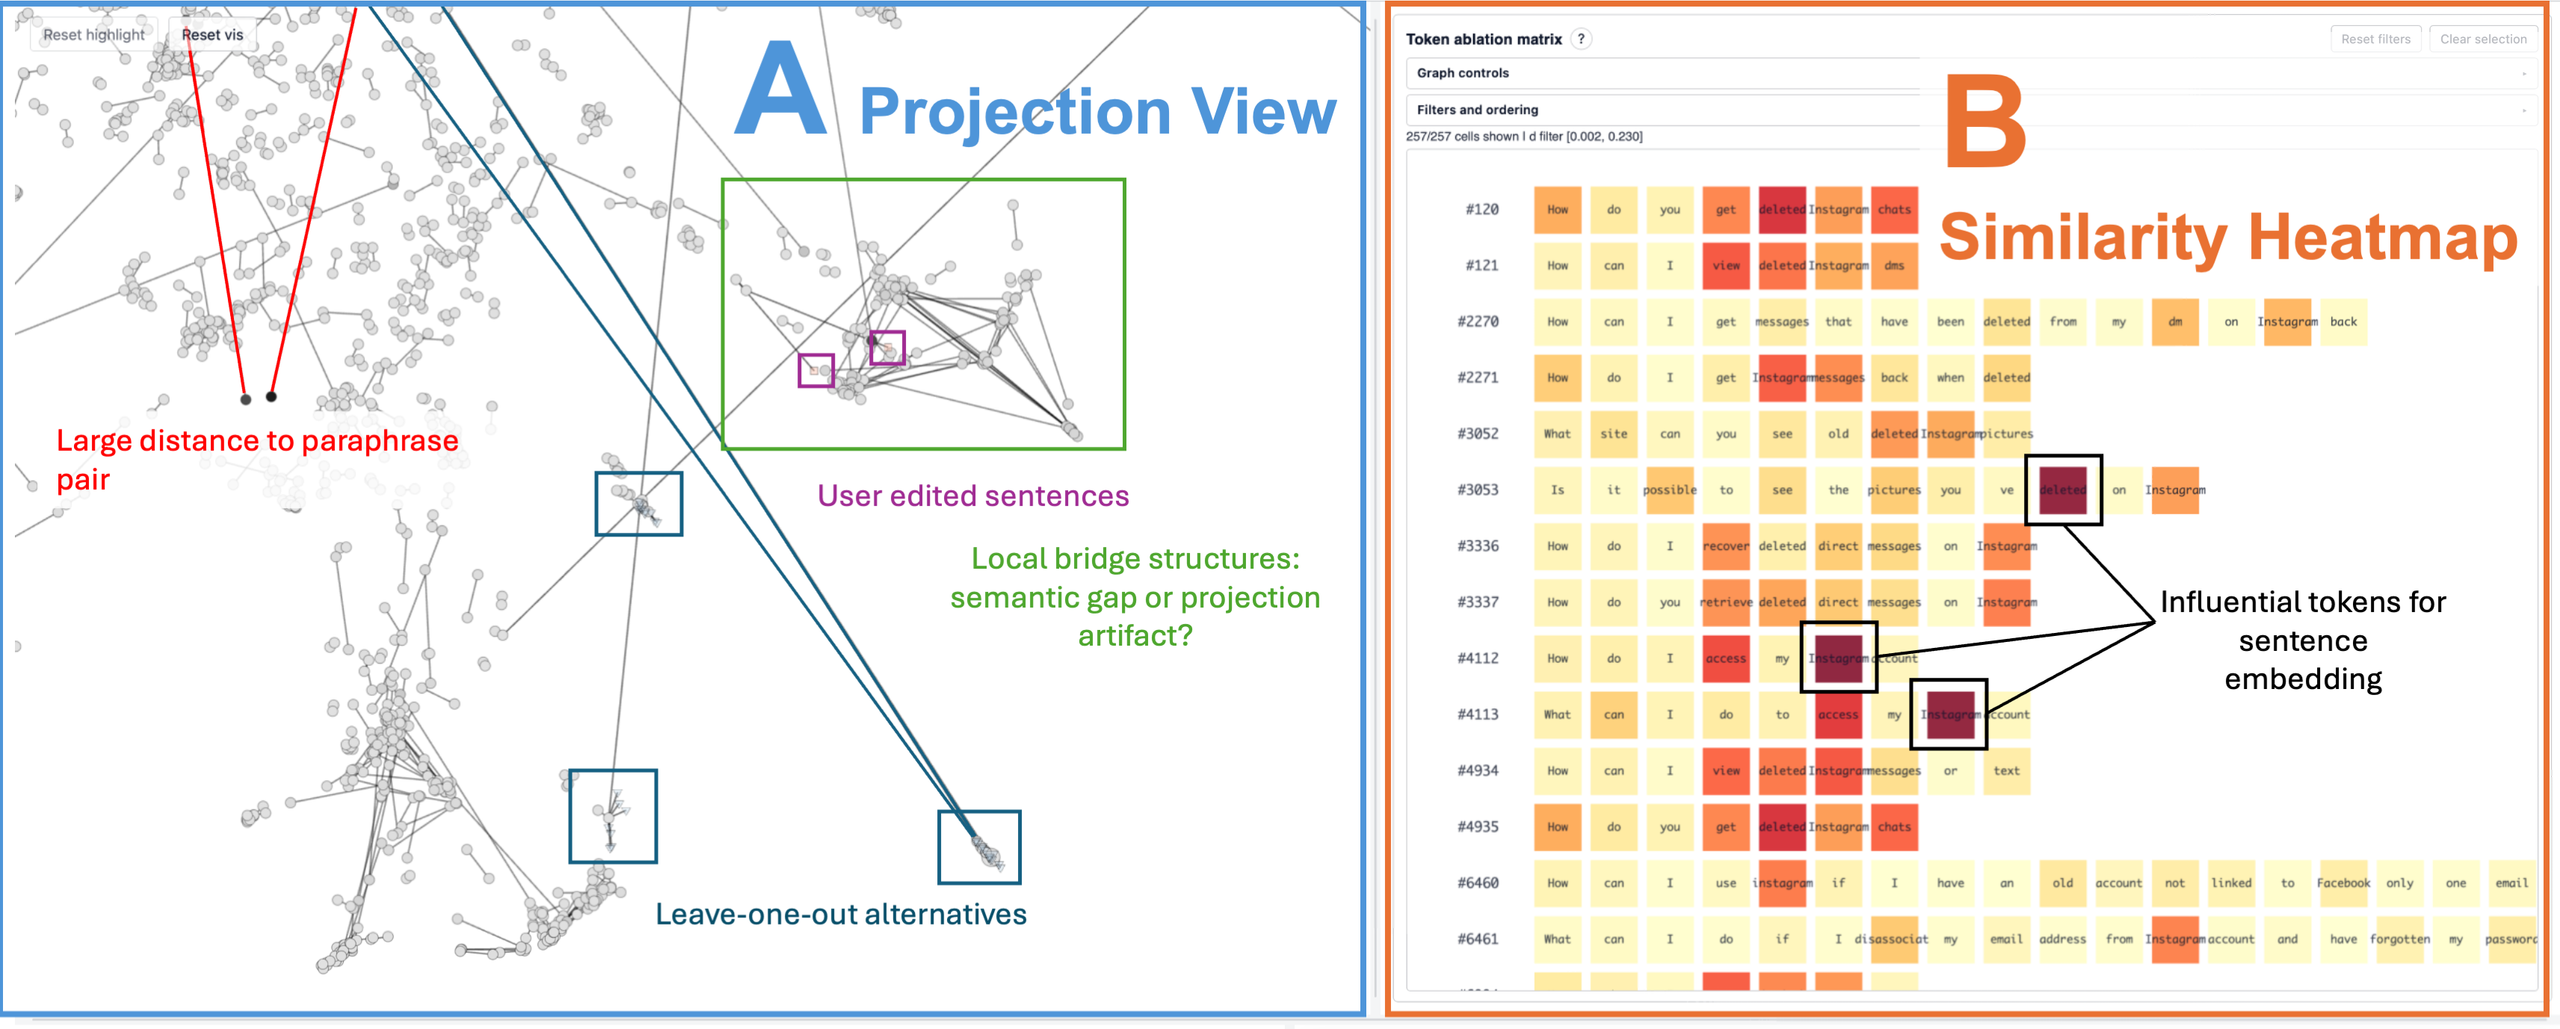 Reset highlight Reset vis
A Projection View
Large distance to paraphrase
pair
User edited sentences
Local bridge structures:
semantic gap or projection
artifact?
Leave-one-out alternatives
Token ablation matrix ? Reset filters Clear selection
Graph controls
Filters and ordering
257/257 cells shown | d filter [0.002, 0.230]
B
Similarity Heatmap
#120 How do you get deleted Instagram chats
#121 How can I view deleted Instagram dms
#2270 How can I get messages that have been deleted from my dm on Instagram back
#2271 How do I get Instagram messages back when deleted
#3052 What site can you see old deleted Instagram pictures
#3053 Is it possible to see the pictures you ve deleted on Instagram
#3336 How do I recover deleted direct messages on Instagram
#3337 How do you retrieve deleted direct messages on Instagram
#4112 How do I access my Instagram account
#4113 What can I do to access my Instagram account
#4934 How can I view deleted Instagram messages or text
#4935 How do you get deleted Instagram chats
#6460 How can I use instagram if I have an old account not linked to Facebook only one email
#6461 What can I do if I disassociat my email address from Instagram account and have forgotten my password
Influential tokens for
sentence
embedding